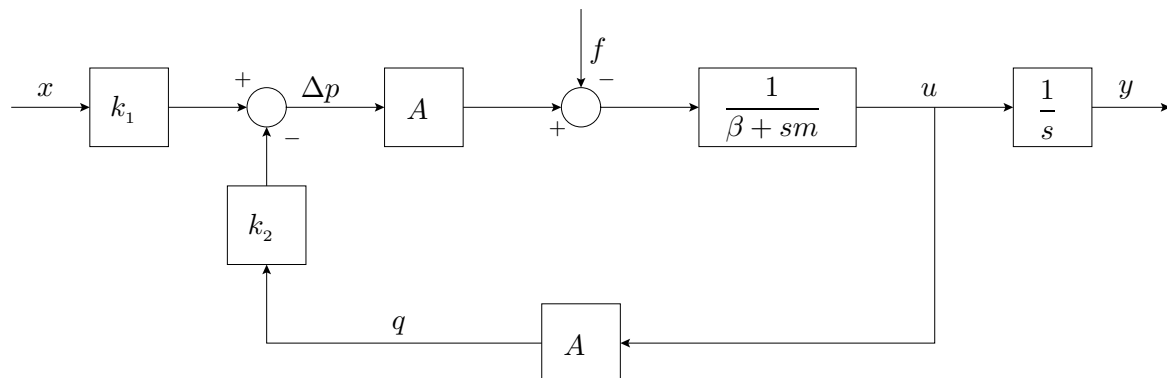 f
x
k₁
+
−
Δp
A
+
−
1
β + sm
u
1
s
y
k₂
q
A